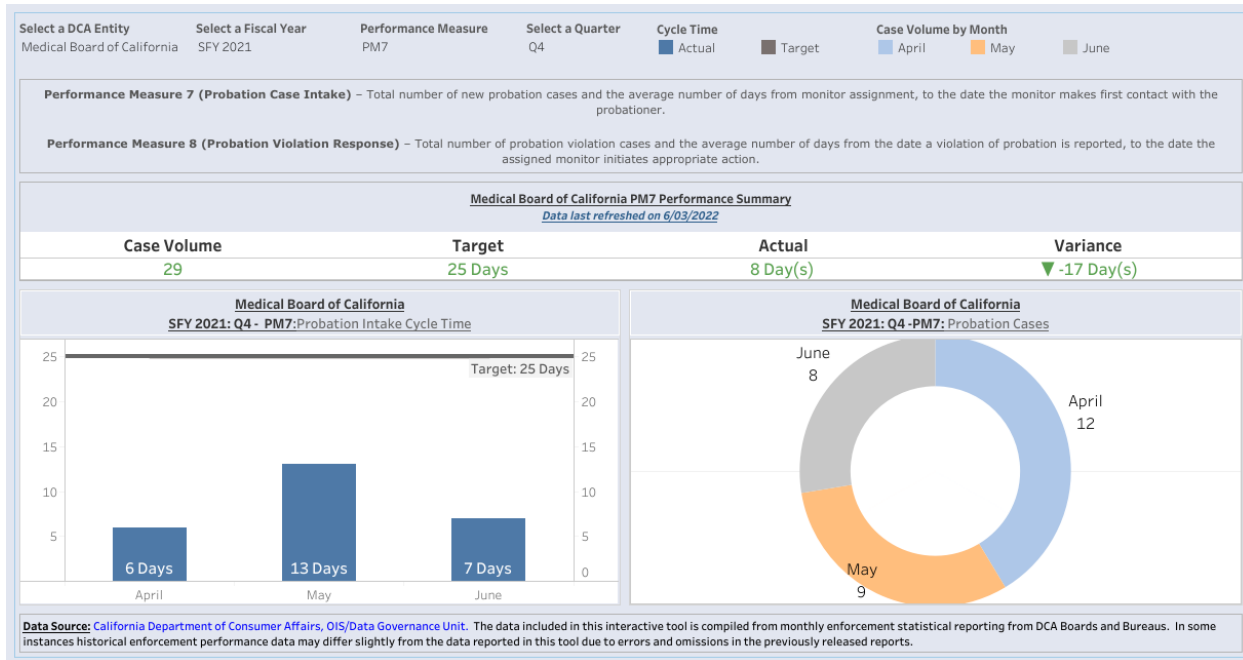 Select a DCA Entity
Medical Board of California
Select a Fiscal Year
SFY 2021
Performance Measure
PM7
Select a Quarter
Q4
Cycle Time
Actual Target
Case Volume by Month
April May June
Performance Measure 7 (Probation Case Intake) – Total number of new probation cases and the average number of days from monitor assignment, to the date the monitor makes first contact with the
probationer.
Performance Measure 8 (Probation Violation Response) – Total number of probation violation cases and the average number of days from the date a violation of probation is reported, to the date the
assigned monitor initiates appropriate action.
Medical Board of California PM7 Performance Summary
Data last refreshed on 6/03/2022
Case Volume Target Actual Variance
29 25 Days 8 Day(s) ▼ -17 Day(s)
Medical Board of California
SFY 2021: Q4 - PM7:Probation Intake Cycle Time
25 25
Target: 25 Days
20 20
15 15
10 10
5 5
0
6 Days 13 Days 7 Days
April May June
Medical Board of California
SFY 2021: Q4 -PM7: Probation Cases
June
8
April
12
May
9
Data Source: California Department of Consumer Affairs, OIS/Data Governance Unit. The data included in this interactive tool is compiled from monthly enforcement statistical reporting from DCA Boards and Bureaus. In some
instances historical enforcement performance data may differ slightly from the data reported in this tool due to errors and omissions in the previously released reports.